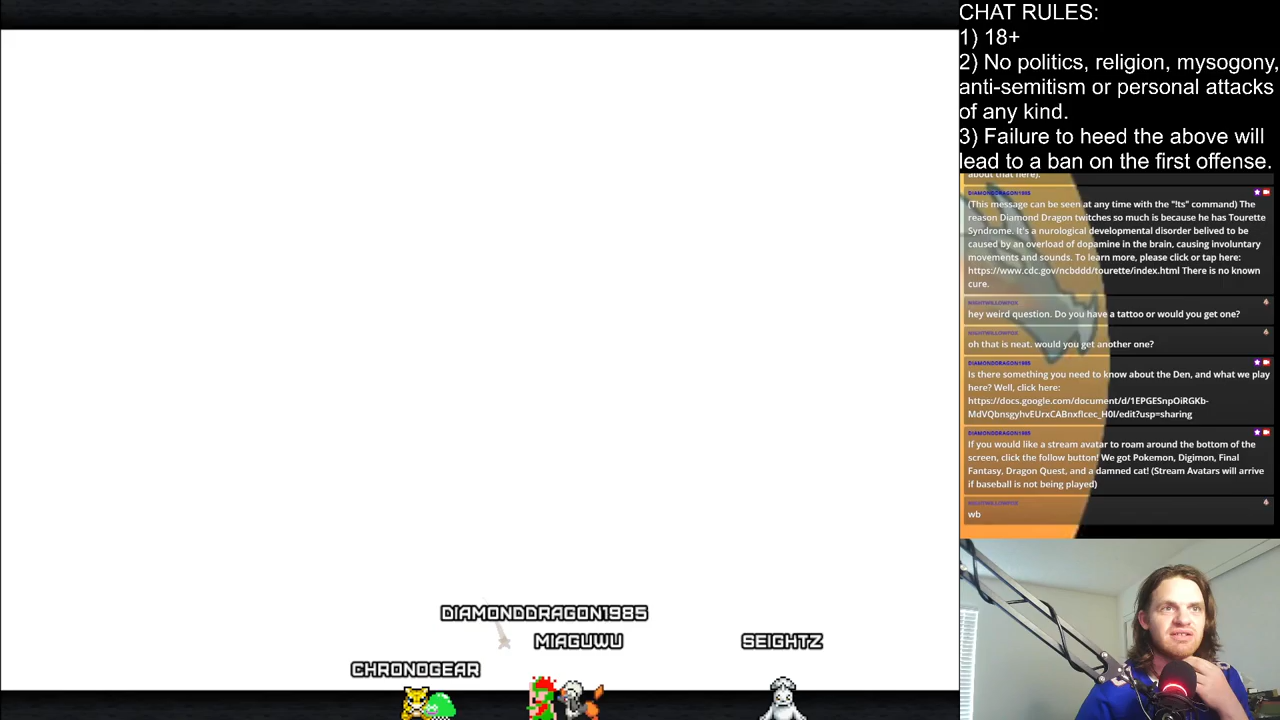 CHAT RULES:
1) 18+
2) No politics, religion, mysogony,
anti-semitism or personal attacks
of any kind.
3) Failure to heed the above will
lead to a ban on the first offense.
about that here).
DIAMONDDRAGON1985
(This message can be seen at any time with the "!ts" command) The
reason Diamond Dragon twitches so much is because he has Tourette
Syndrome. It's a nurological developmental disorder belived to be
caused by an overload of dopamine in the brain, causing involuntary
movements and sounds. To learn more, please click or tap here:
https://www.cdc.gov/ncbddd/tourette/index.html There is no known
cure.
NIGHTWILLOWFOX
hey weird question. Do you have a tattoo or would you get one?
NIGHTWILLOWFOX
oh that is neat. would you get another one?
DIAMONDDRAGON1985
Is there something you need to know about the Den, and what we play
here? Well, click here:
https://docs.google.com/document/d/1EPGESnpOiRGKb-
MdVQbnsgyhvEUrxCABnxflcec_H0I/edit?usp=sharing
DIAMONDDRAGON1985
If you would like a stream avatar to roam around the bottom of the
screen, click the follow button! We got Pokemon, Digimon, Final
Fantasy, Dragon Quest, and a damned cat! (Stream Avatars will arrive
if baseball is not being played)
NIGHTWILLOWFOX
wb
DIAMONDDRAGON1985
MIAGUWU
SEIGHTZ
CHRONOGEAR